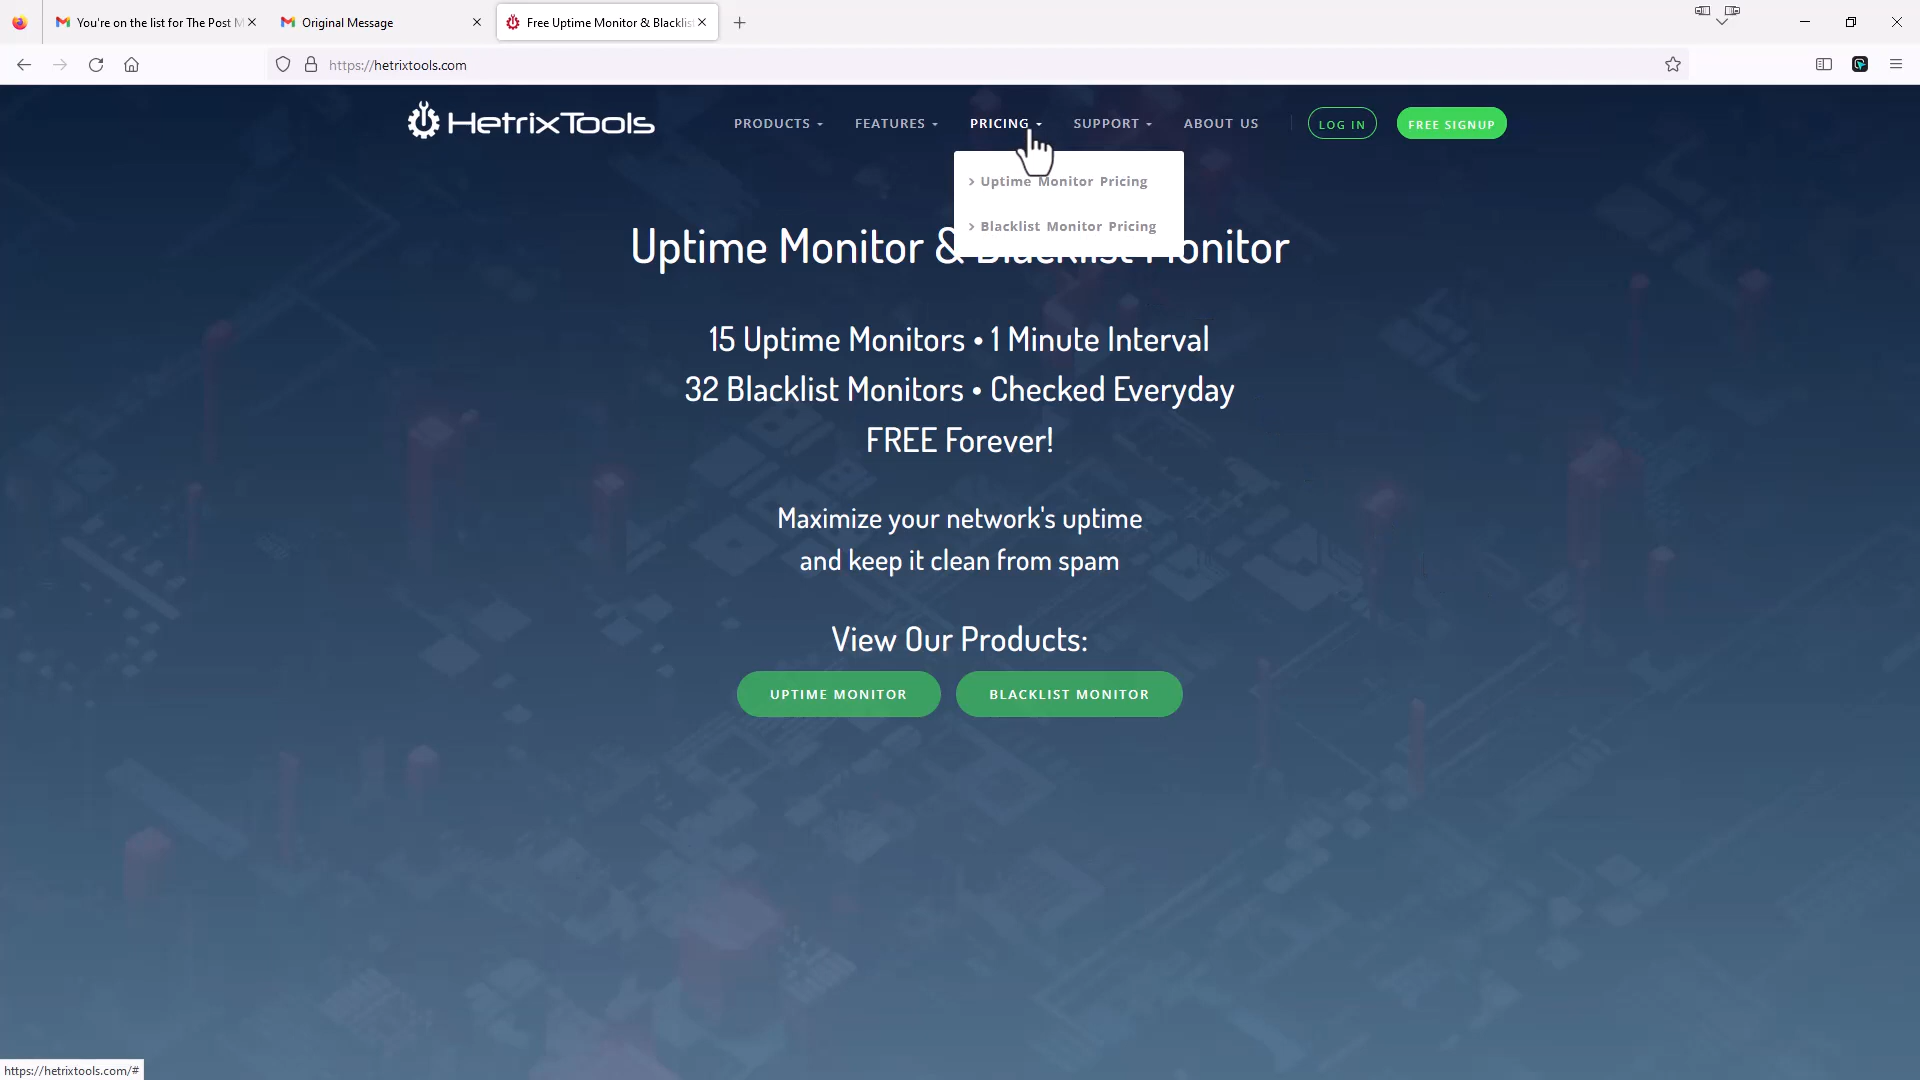 You're on the list for The Post M
Original Message
Free Uptime Monitor & Blacklis
https://hetrixtools.com
HetrixTools
PRODUCTS
FEATURES
PRICING
SUPPORT
ABOUT US
LOG IN
FREE SIGNUP
> Uptime Monitor Pricing
> Blacklist Monitor Pricing
Uptime Monitor & Blacklist Monitor
15 Uptime Monitors • 1 Minute Interval
32 Blacklist Monitors • Checked Everyday
FREE Forever!
Maximize your network's uptime
and keep it clean from spam
View Our Products:
UPTIME MONITOR
BLACKLIST MONITOR
https://hetrixtools.com/#